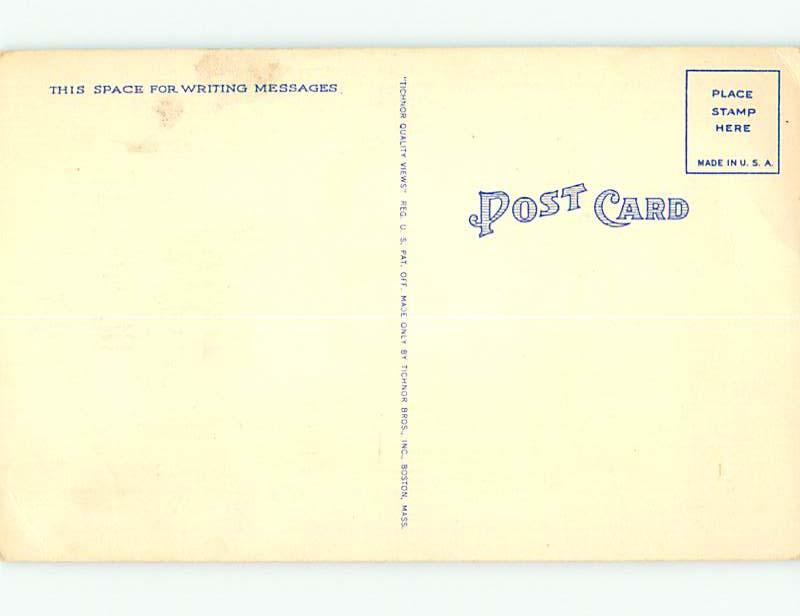 THIS SPACE FOR WRITING MESSAGES
"TICHNOR QUALITY VIEWS" REG. U. S. PAT. OFF. MADE ONLY BY TICHNOR BROS., INC., BOSTON, MASS.
PLACE
STAMP
HERE
MADE IN U. S. A.
POST CARD